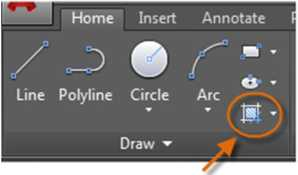 Home Insert Annotate
Line Polyline Circle Arc
Draw